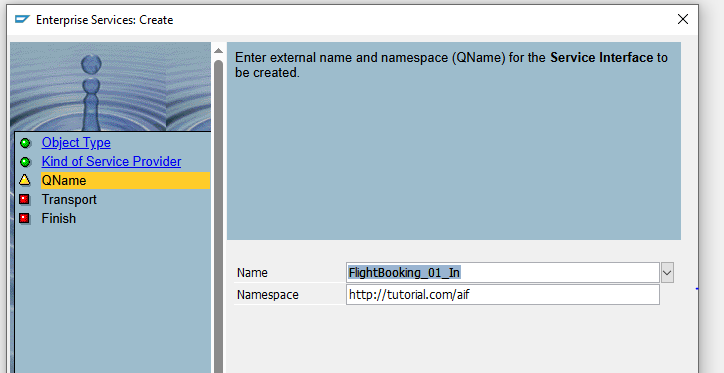 Enterprise Services: Create
Enter external name and namespace (QName) for the Service Interface to
be created.
Object Type
Kind of Service Provider
QName
Transport
Finish
Name FlightBooking_01_In
Namespace http://tutorial.com/aif